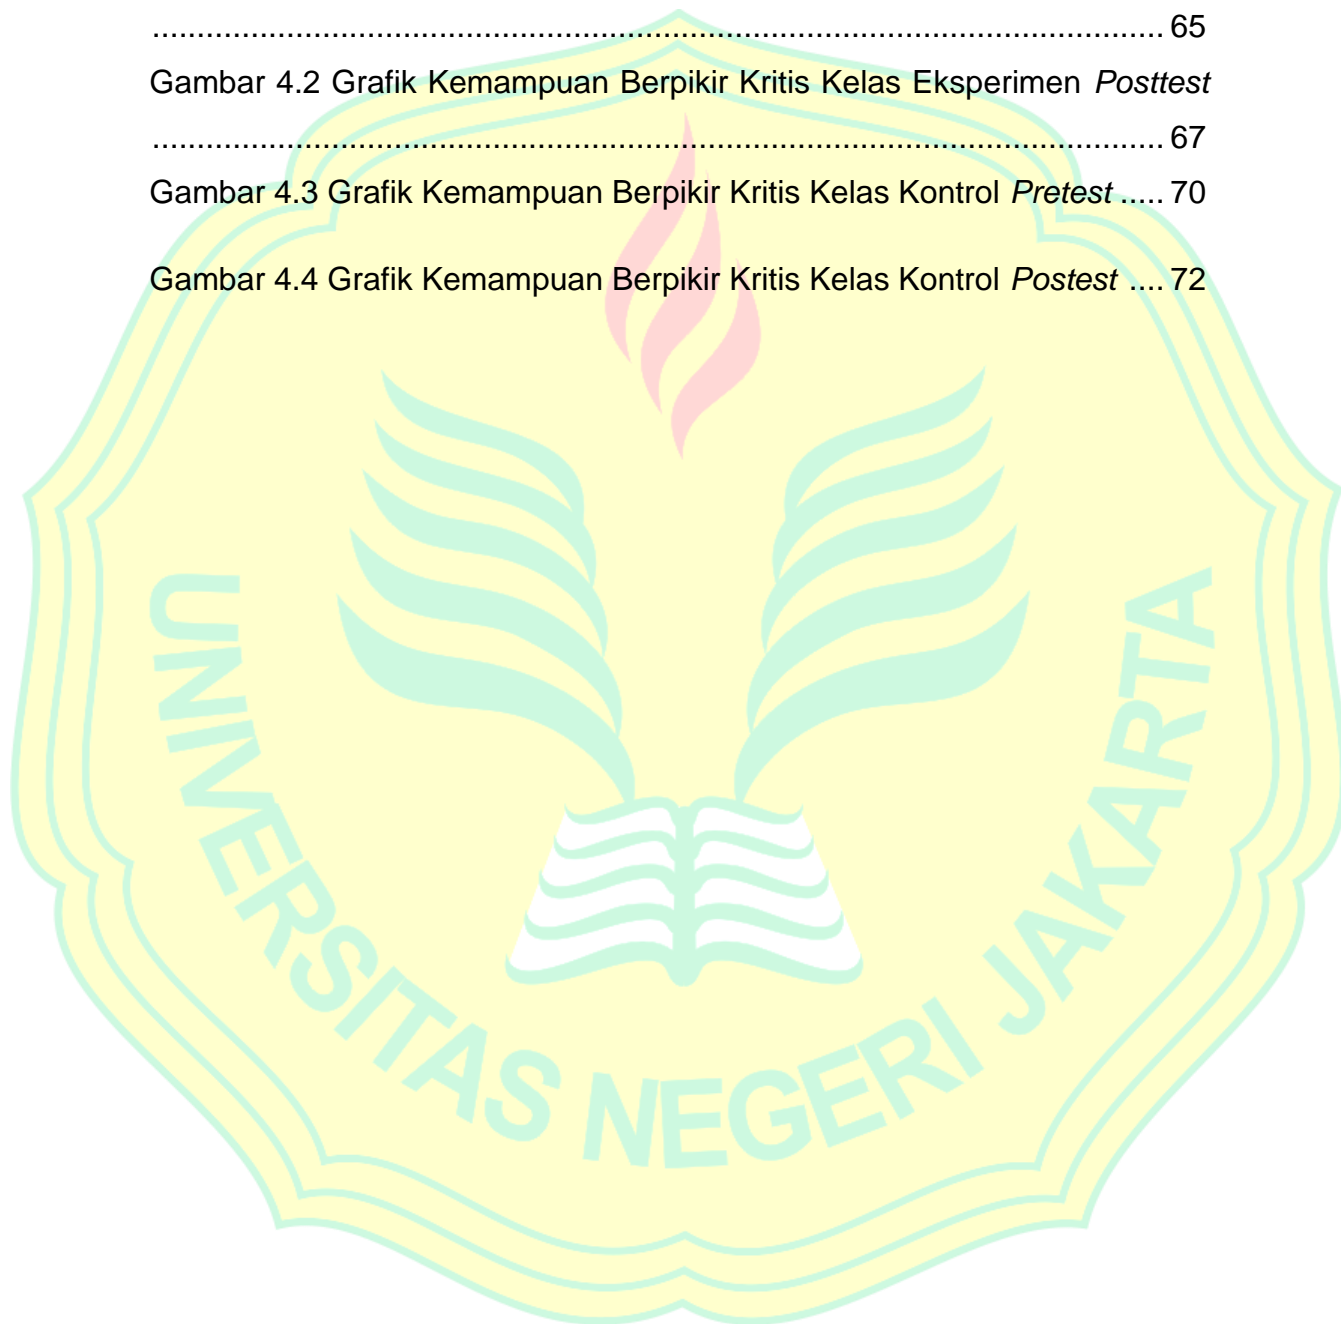 .................................................................................................................. 65
Gambar 4.2 Grafik Kemampuan Berpikir Kritis Kelas Eksperimen Posttest
.................................................................................................................. 67
Gambar 4.3 Grafik Kemampuan Berpikir Kritis Kelas Kontrol Pretest ..... 70
Gambar 4.4 Grafik Kemampuan Berpikir Kritis Kelas Kontrol Postest .... 72
UNIVERSITAS NEGERI JAKARTA